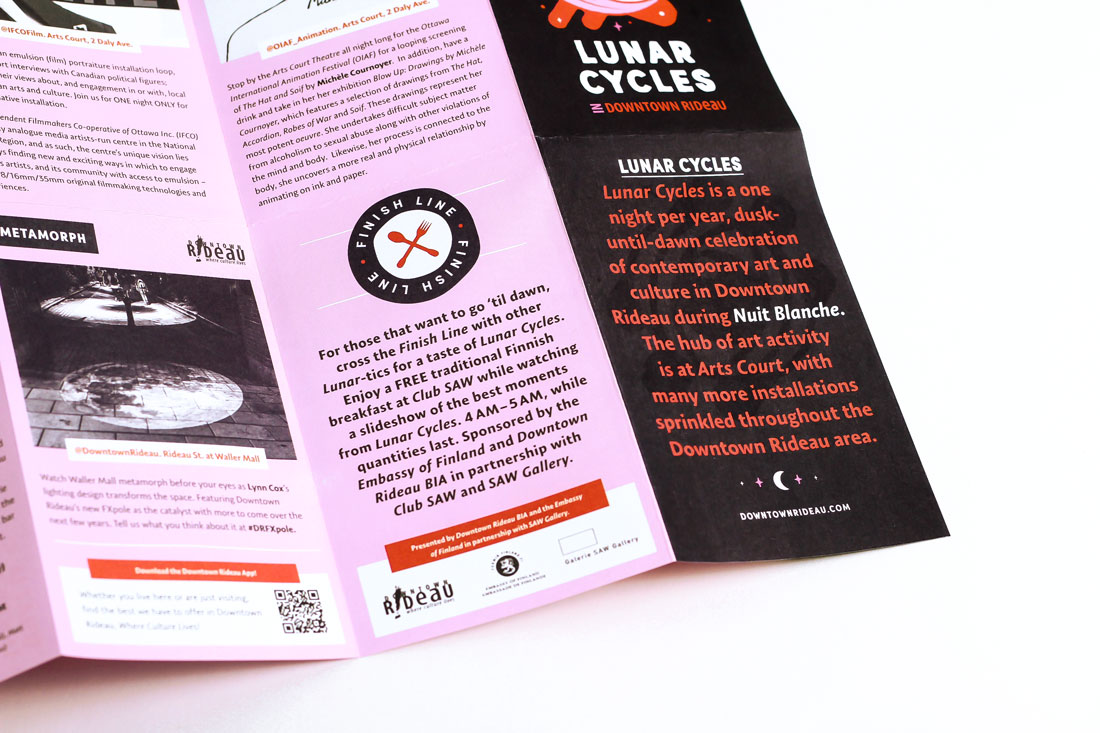 @IFCOFilm. Arts Court, 2 Daly Ave.
an emulsion (film) portraiture installation loop.
rt interviews with Canadian political figures;
heir views about, and engagement in or with, local
an arts and culture. Join us for ONE night ONLY for
native installation.
endent Filmmakers Co-operative of Ottawa Inc. (IFCO)
y analogue media artists-run centre in the National
Region, and as such, the centre's unique vision lies
s finding new and exciting ways in which to engage
s artists, and its community with access to emulsion –
8/16mm/35mm original filmmaking technologies and
riences.
METAMORPH
DOWNTOWN
RiDeau
where culture lives
@DowntownRideau. Rideau St. at Waller Mall
Watch Waller Mall metamorph before your eyes as Lynn Cox's
lighting design transforms the space. Featuring Downtown
Rideau's new FXpole as the catalyst with more to come over the
next few years. Tell us what you think about it at #DRFXpole.
Download the Downtown Rideau App!
Whether you live here or are just visiting,
find the best we have to offer in Downtown
Rideau. Where Culture Lives!
@OIAF_Animation. Arts Court, 2 Daly Ave.
Stop by the Arts Court Theatre all night long for the Ottawa
International Animation Festival (OIAF) for a looping screening
of The Hat and Soif by Michèle Cournoyer. In addition, have a
drink and take in her her exhibition Blow Up: Drawings by Michèle
Cournoyer, which features a selection of drawings from The Hat,
Accordion, Robes of War and Soif. These drawings represent her
most potent oeuvre. She undertakes difficult subject matter
from alcoholism to sexual abuse along with other violations of
the mind and body. Likewise, her process is connected to the
body, she uncovers a more real and physical relationship by
animating on ink and paper.
FINISH LINE • FINISH LINE • FINISH LINE
For those that want to go 'til dawn,
cross the Finish Line with other
Lunar-tics for a taste of Lunar Cycles.
Enjoy a FREE traditional Finnish
breakfast at Club SAW while watching
a slideshow of the best moments
from Lunar Cycles. 4 AM–5 AM, while
quantities last. Sponsored by the
Embassy of Finland and Downtown
Rideau BIA in partnership with
Club SAW and SAW Gallery.
Presented by Downtown Rideau BIA and the Embassy
of Finland in partnership with SAW Gallery.
DOWNTOWN
RiDeau
where culture lives
EMBASSY OF FINLAND
AMBASSADE DE FINLANDE
Galerie SAW Gallery
LUNAR
CYCLES
IN DOWNTOWN RIDEAU
LUNAR CYCLES
Lunar Cycles is a one
night per year, dusk-
until-dawn celebration
of contemporary art and
culture in Downtown
Rideau during Nuit Blanche.
The hub of art activity
is at Arts Court, with
many more installations
sprinkled throughout the
Downtown Rideau area.
DOWNTOWNRIDEAU.COM